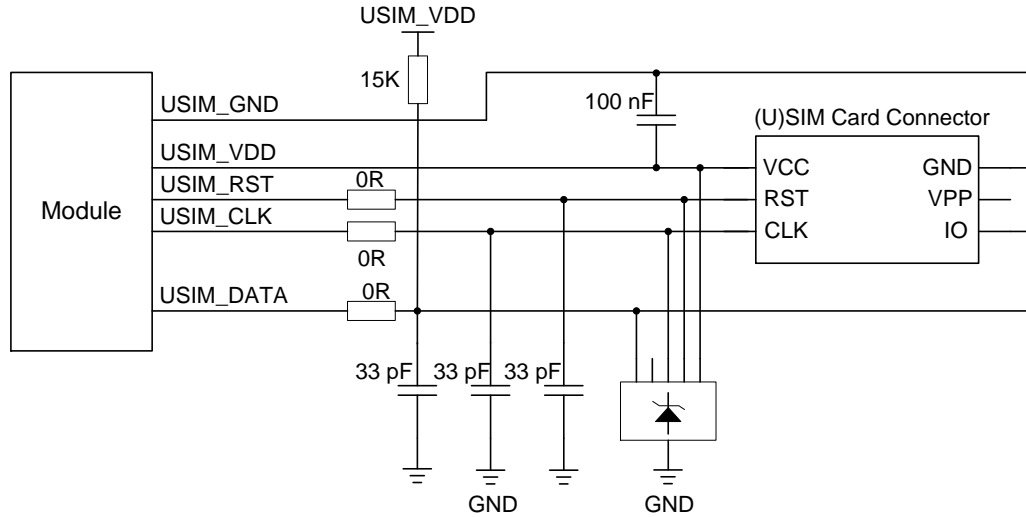 USIM_VDD
15K
100 nF
USIM_GND
(U)SIM Card Connector
USIM_VDD
VCC
GND
USIM_RST
0R
RST
VPP
Module
USIM_CLK
CLK
IO
0R
USIM_DATA
0R
33 pF
33 pF
33 pF
GND
GND